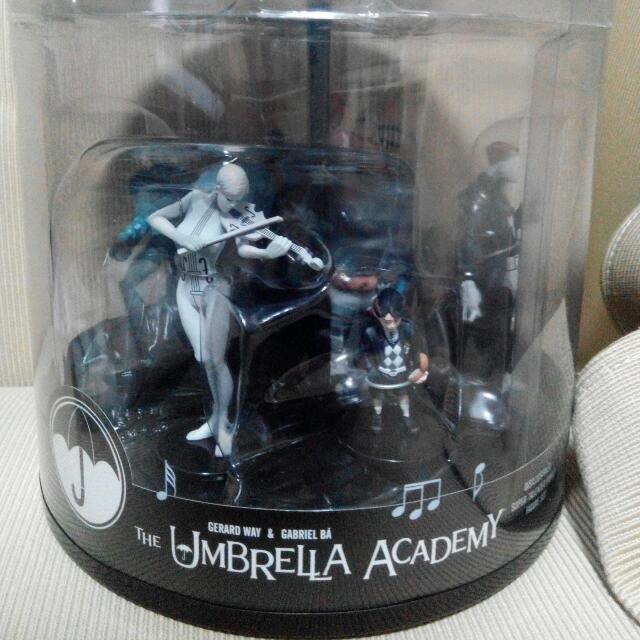 GERARD WAY & GABRIEL BÁ
THE UMBRELLA ACADEMY